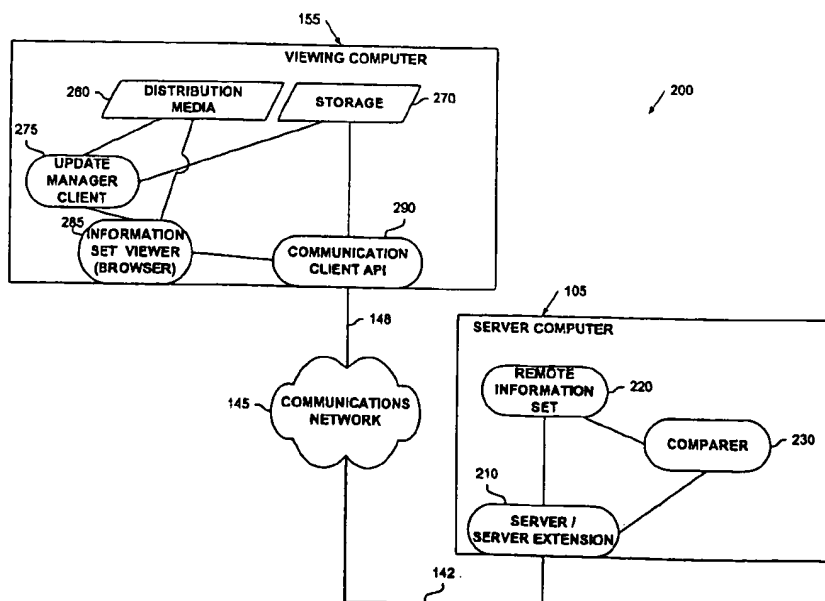 155
VIEWING COMPUTER
260
DISTRIBUTION
MEDIA
STORAGE
270
200
275
UPDATE
MANAGER
CLIENT
285
INFORMATION
SET VIEWER
(BROWSER)
290
COMMUNICATION
CLIENT API
148
105
SERVER COMPUTER
145
COMMUNICATIONS
NETWORK
REMOTE
INFORMATION
SET
220
COMPARER
230
210
SERVER /
SERVER EXTENSION
142